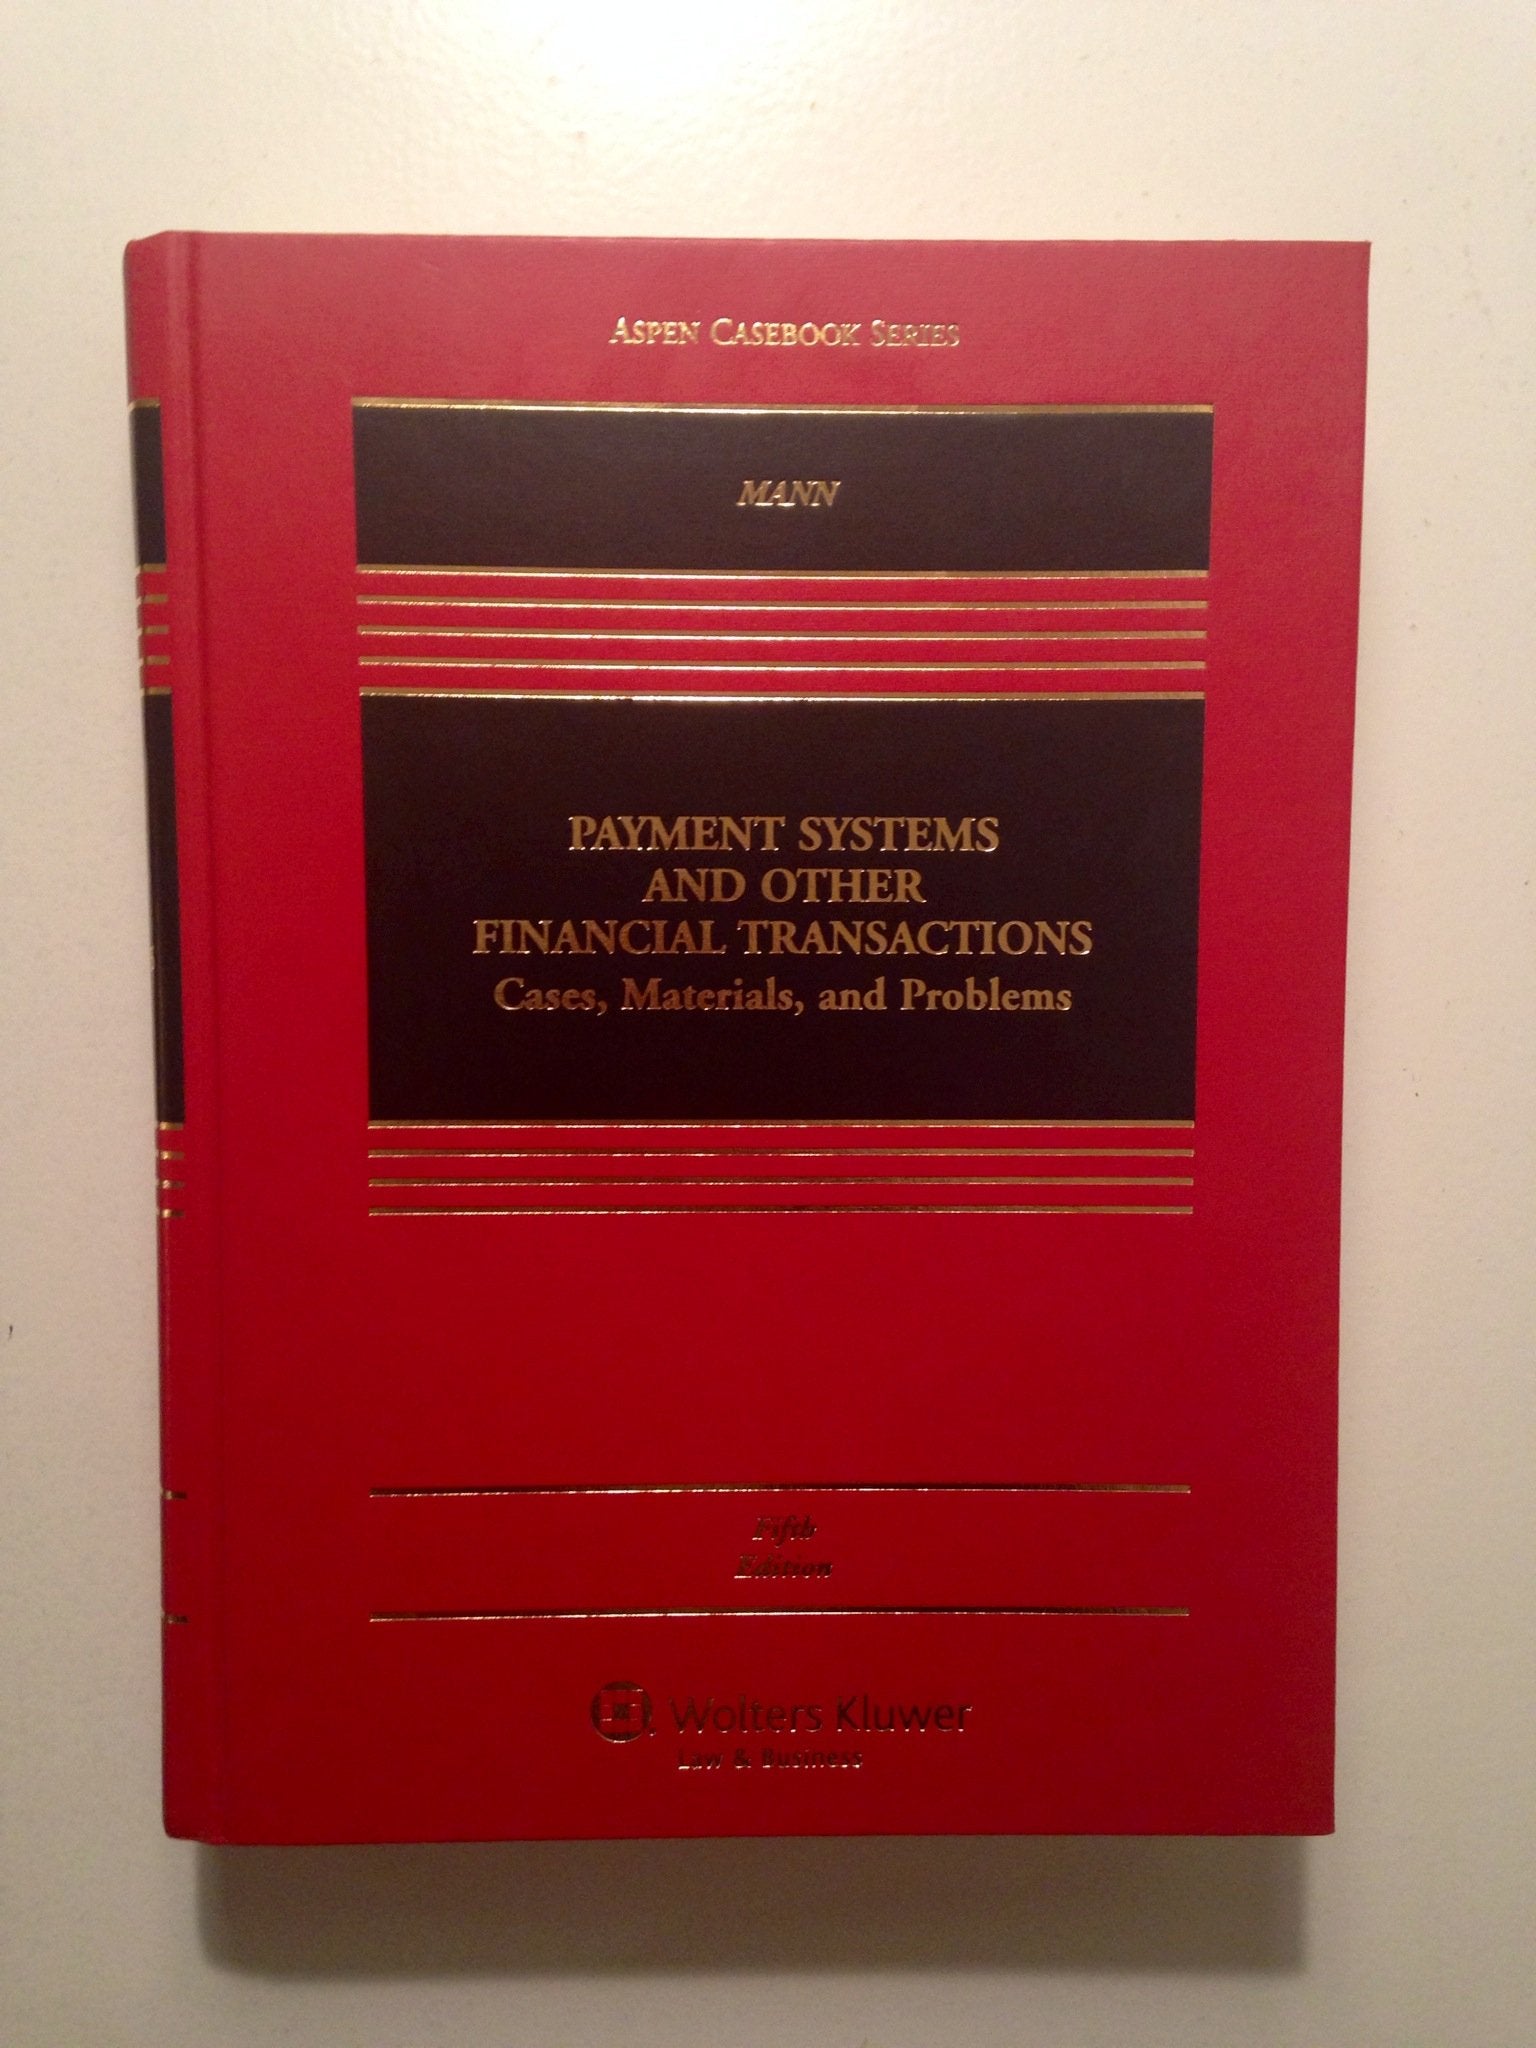 ASPEN CASEBOOK SERIES
MANN
PAYMENT SYSTEMS
AND OTHER
FINANCIAL TRANSACTIONS
Cases, Materials, and Problems
Fifth
Edition
Wolters Kluwer
Law & Business